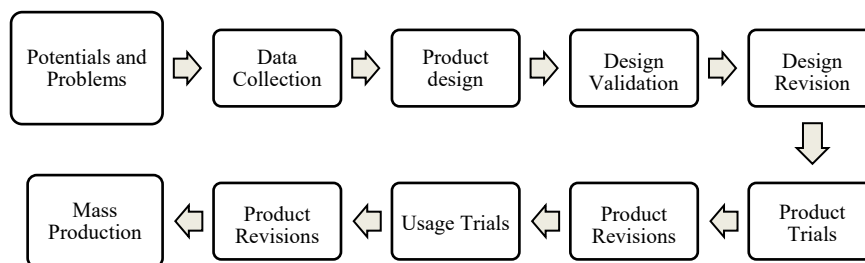 Potentials and
Problems
Data
Collection
Product
design
Design
Validation
Design
Revision
Product
Trials
Product
Revisions
Usage Trials
Product
Revisions
Mass
Production